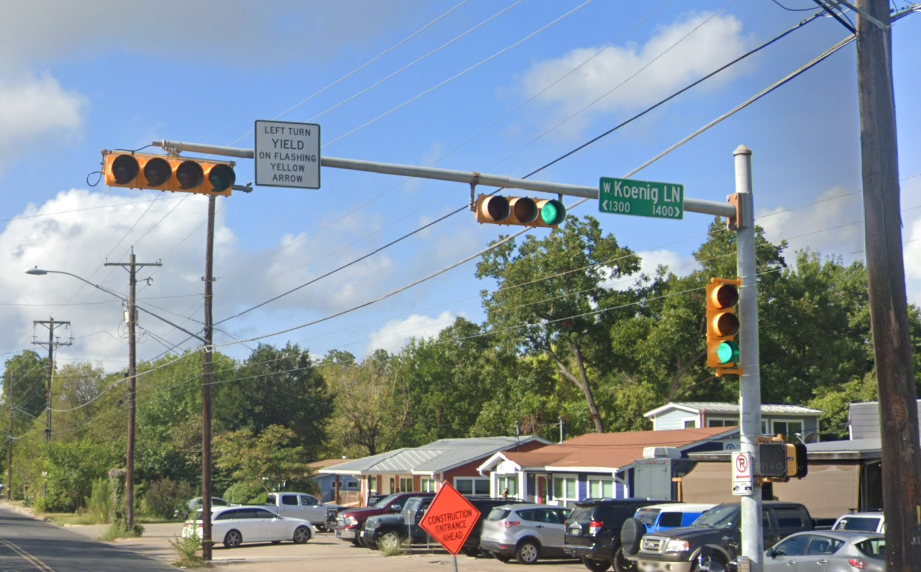 LEFT TURN
YIELD
ON FLASHING
YELLOW
ARROW
W Koenig LN
<1300 1400>
CONSTRUCTION
ENTRANCE
AHEAD
R